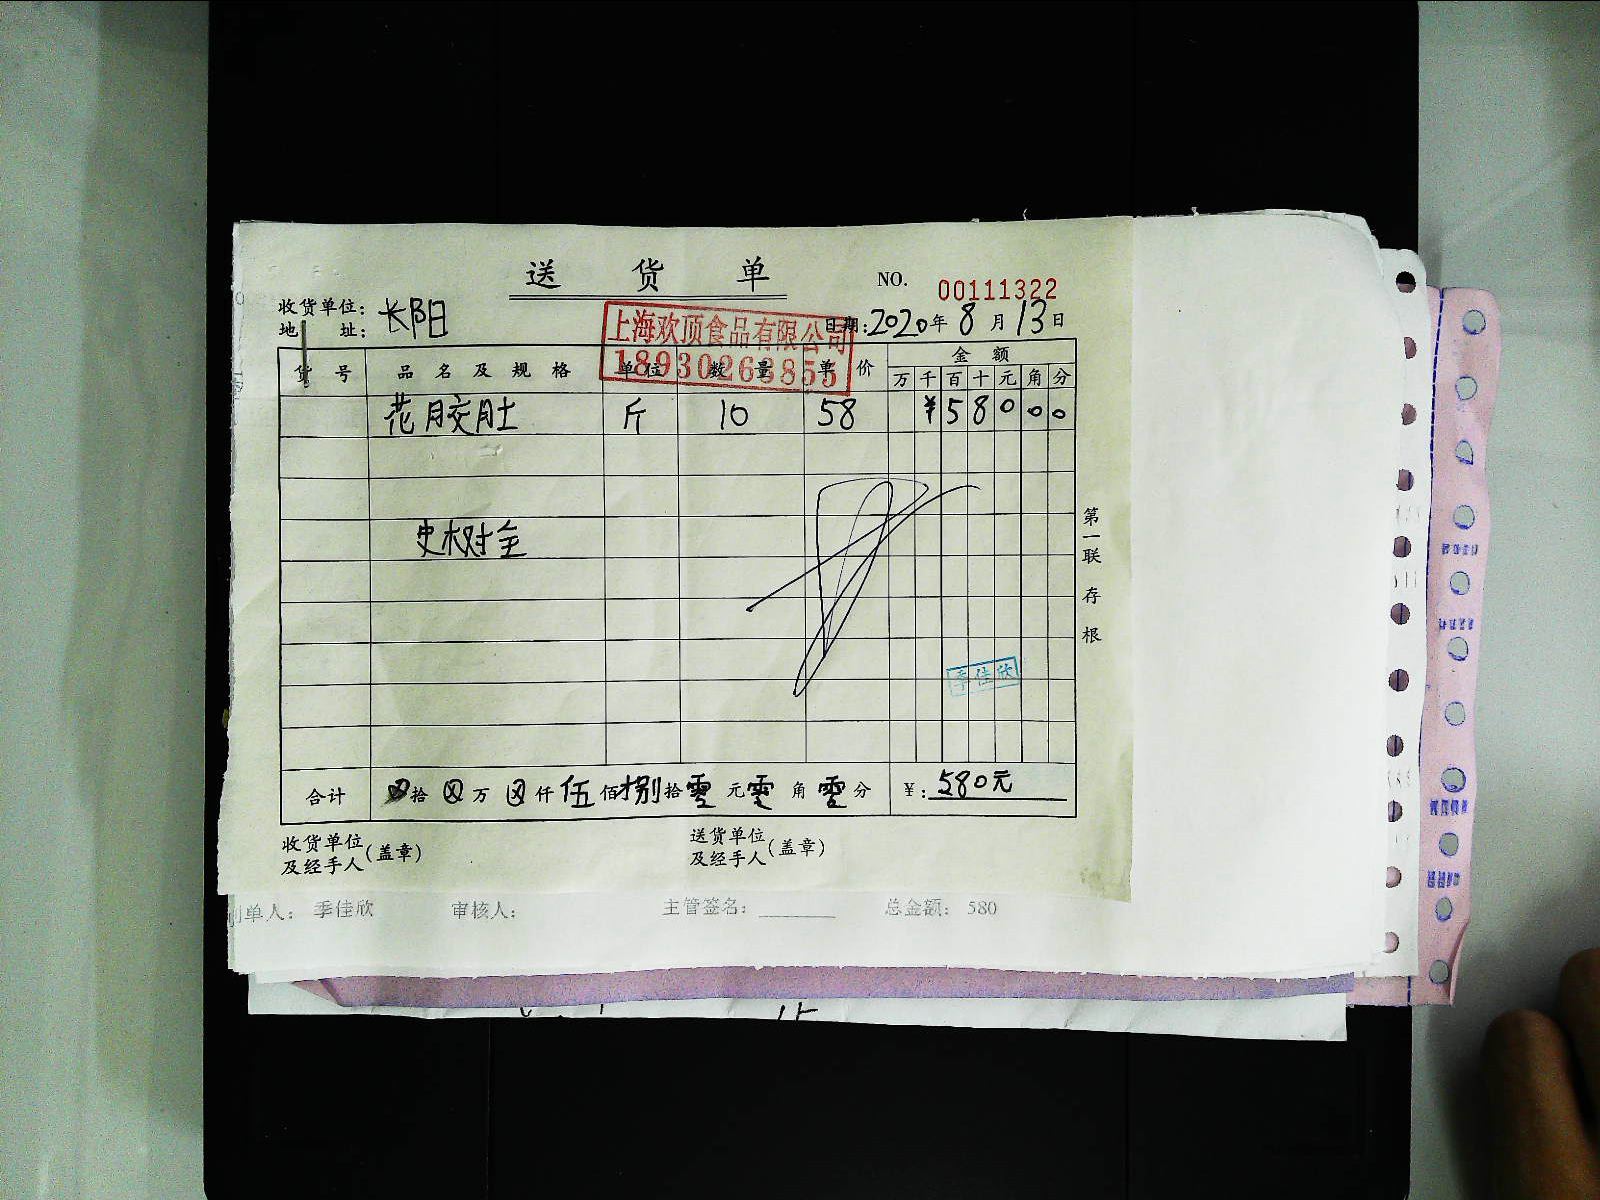 送 货 单
NO. 00111322
收货单位： 长阳
地 址：
日期：2020年8月13日
上海欢顶食品有限公司
18930263855
货 号 品 名 及 规 格 单位 数 量 单 价 金 额
万 千 百 十 元 角 分
花胶肚 斤 10 58 ¥58000
史树全
第一联 存根
季佳欣
合计 ⊗拾⊗万⊗仟伍佰捌拾零元零角零分 ¥：580元
收货单位及经手人（盖章）
送货单位及经手人（盖章）
制单人： 季佳欣 审核人： 主管签名： 总金额： 580